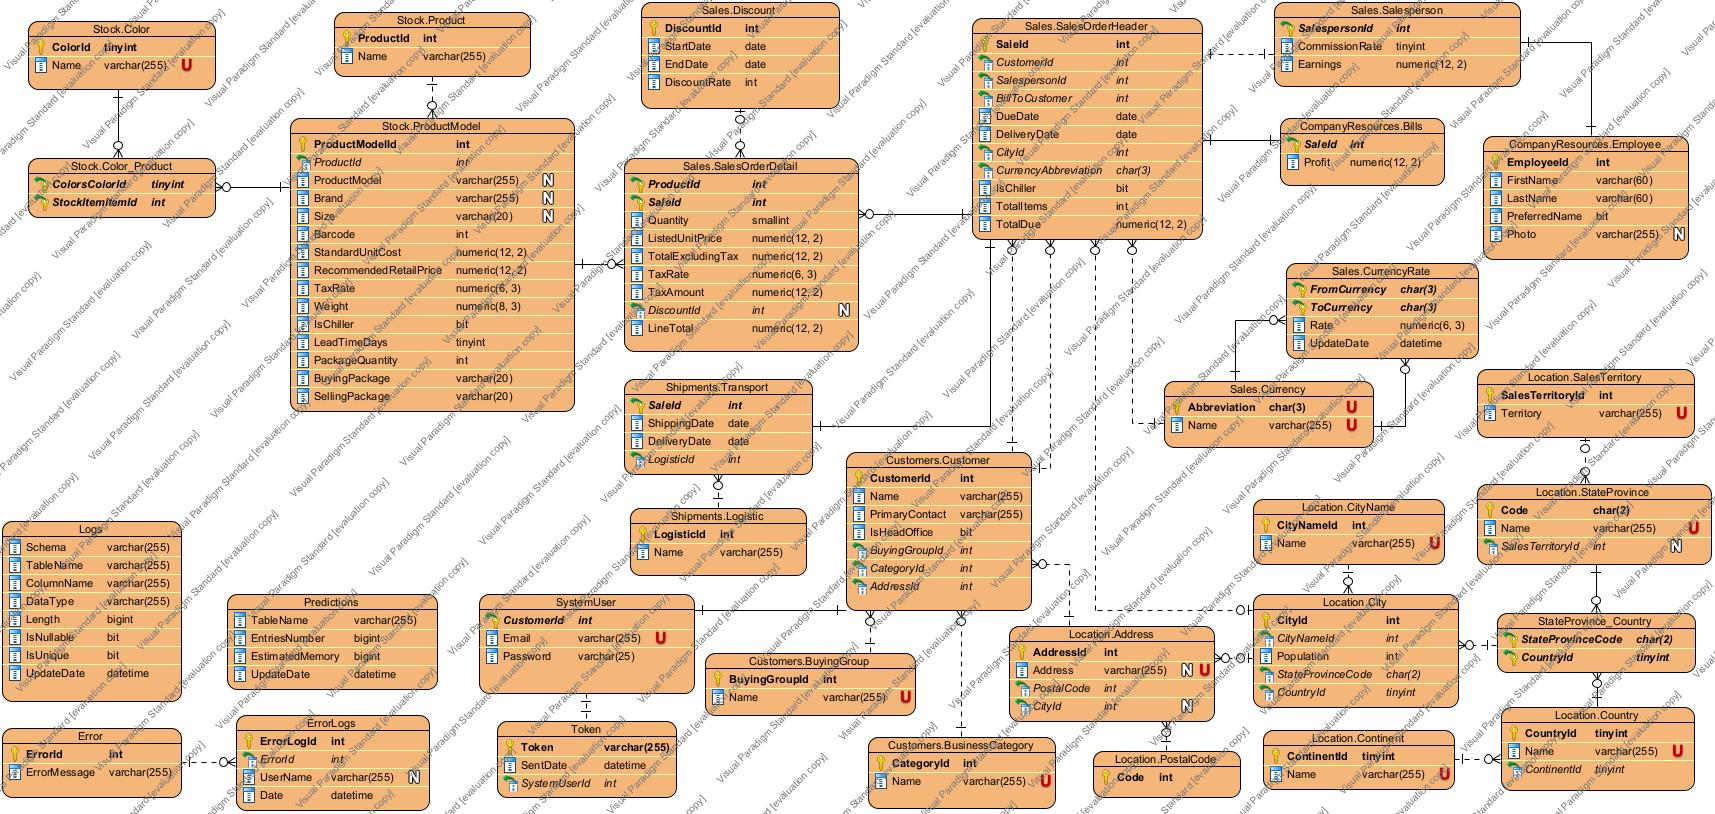 Stock.Color
ColorId tinyint
Name varchar(255) U
Stock.Product
ProductId int
Name varchar(255)
Sales.Discount
DiscountId int
StartDate date
EndDate date
DiscountRate int
Sales.SalesOrderHeader
SaleId int
CustomerId int
SalespersonId int
BillToCustomer int
DueDate date
DeliveryDate date
CityId int
CurrencyAbbreviation char(3)
IsChiller bit
TotalItems int
TotalDue numeric(12, 2)
Sales.Salesperson
SalespersonId int
CommissionRate tinyint
Earnings numeric(12, 2)
CompanyResources.Bills
SaleId int
Profit numeric(12, 2)
CompanyResources.Employee
EmployeeId int
FirstName varchar(60)
LastName varchar(60)
PreferredName bit
Photo varchar(255) N
Stock.Color_Product
ColorsColorId tinyint
StockItemitemId int
Stock.ProductModel
ProductModelId int
ProductId int
ProductModel varchar(255) N
Brand varchar(255) N
Size varchar(20) N
Barcode int
StandardUnitCost numeric(12, 2)
RecommendedRetailPrice numeric(12, 2)
TaxRate numeric(6, 3)
Weight numeric(8, 3)
IsChiller bit
LeadTimeDays tinyint
PackageQuantity int
BuyingPackage varchar(20)
SellingPackage varchar(20)
Sales.SalesOrderDetail
ProductId int
SaleId int
Quantity smallint
ListedUnitPrice numeric(12, 2)
TotalExcludingTax numeric(12, 2)
TaxRate numeric(6, 3)
TaxAmount numeric(12, 2)
DiscountId int N
LineTotal numeric(12, 2)
Sales.CurrencyRate
FromCurrency char(3)
ToCurrency char(3)
Rate numeric(6, 3)
UpdateDate datetime
Sales.Currency
Abbreviation char(3) U
Name varchar(255) U
Location.SalesTerritory
SalesTerritoryId int
Territory varchar(255) U
Shipments.Transport
SaleId int
ShippingDate date
DeliveryDate date
LogisticId int
Shipments.Logistic
LogisticId int
Name varchar(255)
Customers.Customer
CustomerId int
Name varchar(255)
PrimaryContact varchar(255)
IsHeadOffice bit
BuyingGroupId int
CategoryId int
AddressId int
Location.CityName
CityNameId int
Name varchar(255) U
Location.StateProvince
Code char(2)
Name varchar(255) U
SalesTerritoryId int N
Logs
Schema varchar(255)
TableName varchar(255)
ColumnName varchar(255)
DataType varchar(255)
Length bigint
IsNullable bit
IsUnique bit
UpdateDate datetime
Predictions
TableName varchar(255)
EntriesNumber bigint
EstimatedMemory bigint
UpdateDate datetime
SystemUser
CustomerId int
Email varchar(255) U
Password varchar(25)
Customers.BuyingGroup
BuyingGroupId int
Name varchar(255) U
Location.Address
AddressId int
Address varchar(255) N U
PostalCode int
CityId int N
Location.City
CityId int
CityNameId int
Population int
StateProvinceCode char(2)
CountryId tinyint
StateProvince_Country
StateProvinceCode char(2)
CountryId tinyint
Error
ErrorId int
ErrorMessage varchar(255)
ErrorLogs
ErrorLogId int
ErrorId int
UserName varchar(255) N
Date datetime
Token
Token varchar(255)
SentDate datetime
SystemUserId int
Customers.BusinessCategory
CategoryId int
Name varchar(255) U
Location.PostalCode
Code int
Location.Continent
ContinentId tinyint
Name varchar(255) U
Location.Country
CountryId tinyint
Name varchar(255) U
ContinentId tinyint
Visual Paradigm Standard [evaluation copy]